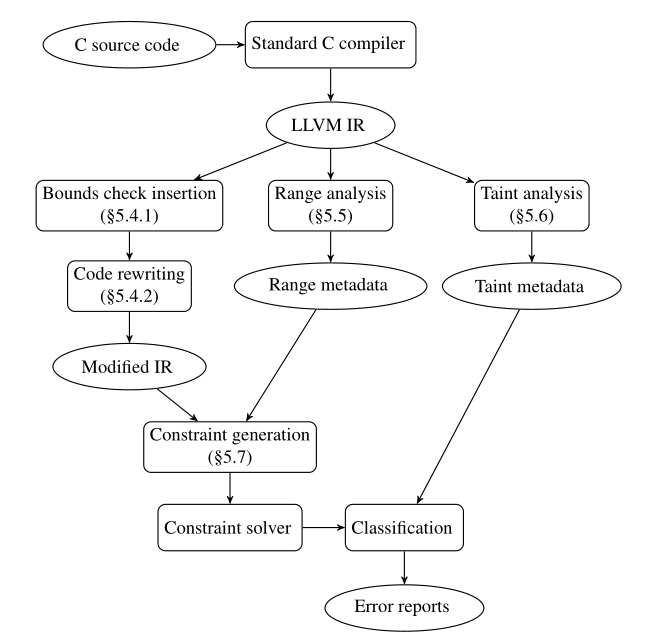 C source code
Standard C compiler
LLVM IR
Bounds check insertion
(§5.4.1)
Range analysis
(§5.5)
Taint analysis
(§5.6)
Code rewriting
(§5.4.2)
Range metadata
Taint metadata
Modified IR
Constraint generation
(§5.7)
Constraint solver
Classification
Error reports